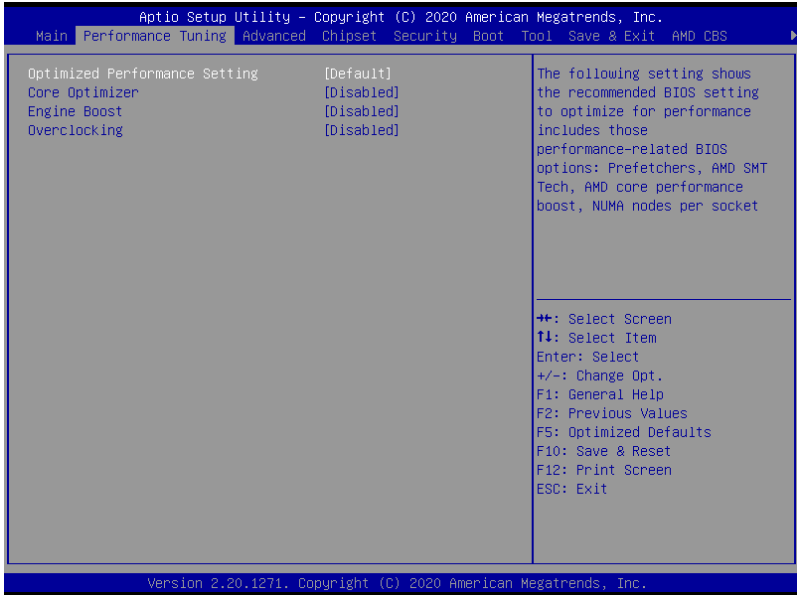 Aptio Setup Utility – Copyright (C) 2020 American Megatrends, Inc.
Main Performance Tuning Advanced Chipset Security Boot Tool Save & Exit AMD CBS
Optimized Performance Setting [Default]
Core Optimizer [Disabled]
Engine Boost [Disabled]
Overclocking [Disabled]
The following setting shows
the recommended BIOS setting
to optimize for performance
includes those
performance-related BIOS
options: Prefetchers, AMD SMT
Tech, AMD core performance
boost, NUMA nodes per socket
→←: Select Screen
↑↓: Select Item
Enter: Select
+/-: Change Opt.
F1: General Help
F2: Previous Values
F5: Optimized Defaults
F10: Save & Reset
F12: Print Screen
ESC: Exit
Version 2.20.1271. Copyright (C) 2020 American Megatrends, Inc.